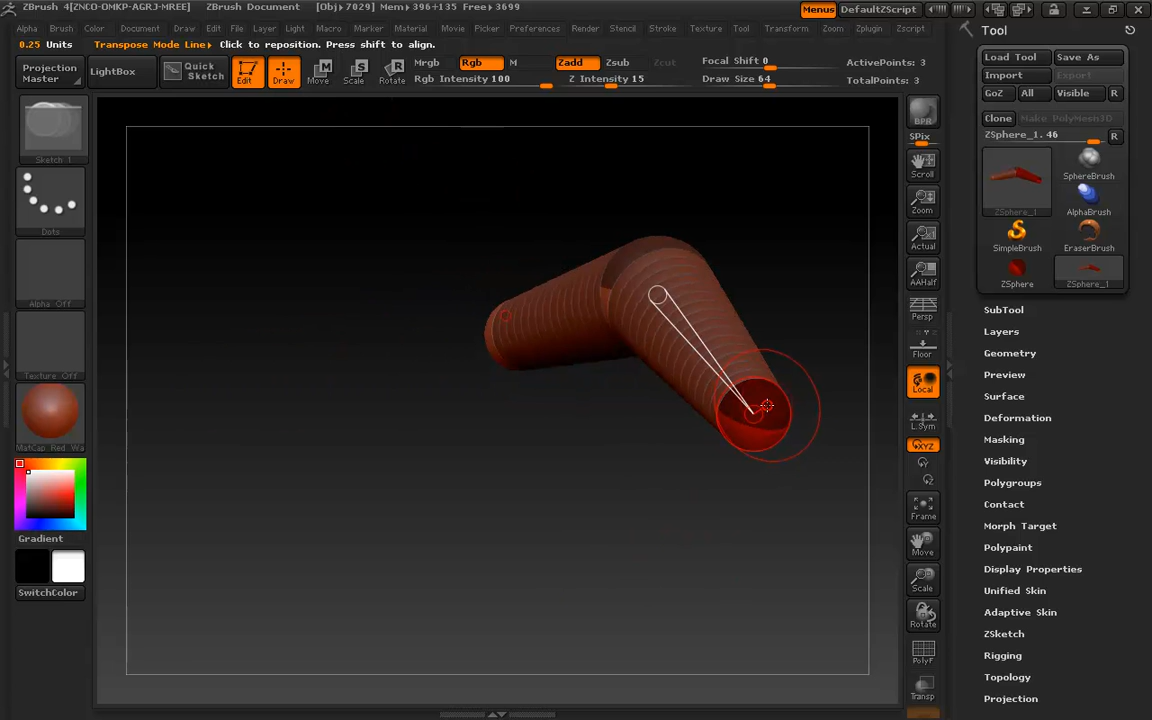 ZBrush 4[ZNCO-OMKP-AGRJ-MREE] ZBrush Document [Obj>7029] Mem>396+135 Free>3699 Menus DefaultZScript
Alpha Brush Color Document Draw Edit File Layer Light Macro Marker Material Movie Picker Preferences Render Stencil Stroke Texture Tool Transform Zoom Zplugin Zscript
Tool
0.25 Units Transpose Mode Line> Click to reposition. Press shift to align.
Load Tool Save As
Import Export
GoZ All Visible R
Clone Make PolyMesh3D
ZSphere_1. 46 R
Projection Master
LightBox
Quick Sketch
Edit Draw Move Scale Rotate
Mrgb Rgb M
Rgb Intensity 100
Zadd Zsub Zcut
Z Intensity 15
Focal Shift 0
Draw Size 64
ActivePoints: 3
TotalPoints: 3
Sketch 1
Dots
Alpha Off
Texture Off
MatCap Red Wa
Gradient
SwitchColor
BPR
SPix
Scroll
Zoom
Actual
AAHalf
Persp
Floor
Local
L.Sym
XYZ
Frame
Move
Scale
Rotate
PolyF
Transp
ZSphere_1
SphereBrush
AlphaBrush
SimpleBrush
EraserBrush
ZSphere
ZSphere_1
SubTool
Layers
Geometry
Preview
Surface
Deformation
Masking
Visibility
Polygroups
Contact
Morph Target
Polypaint
Display Properties
Unified Skin
Adaptive Skin
ZSketch
Rigging
Topology
Projection